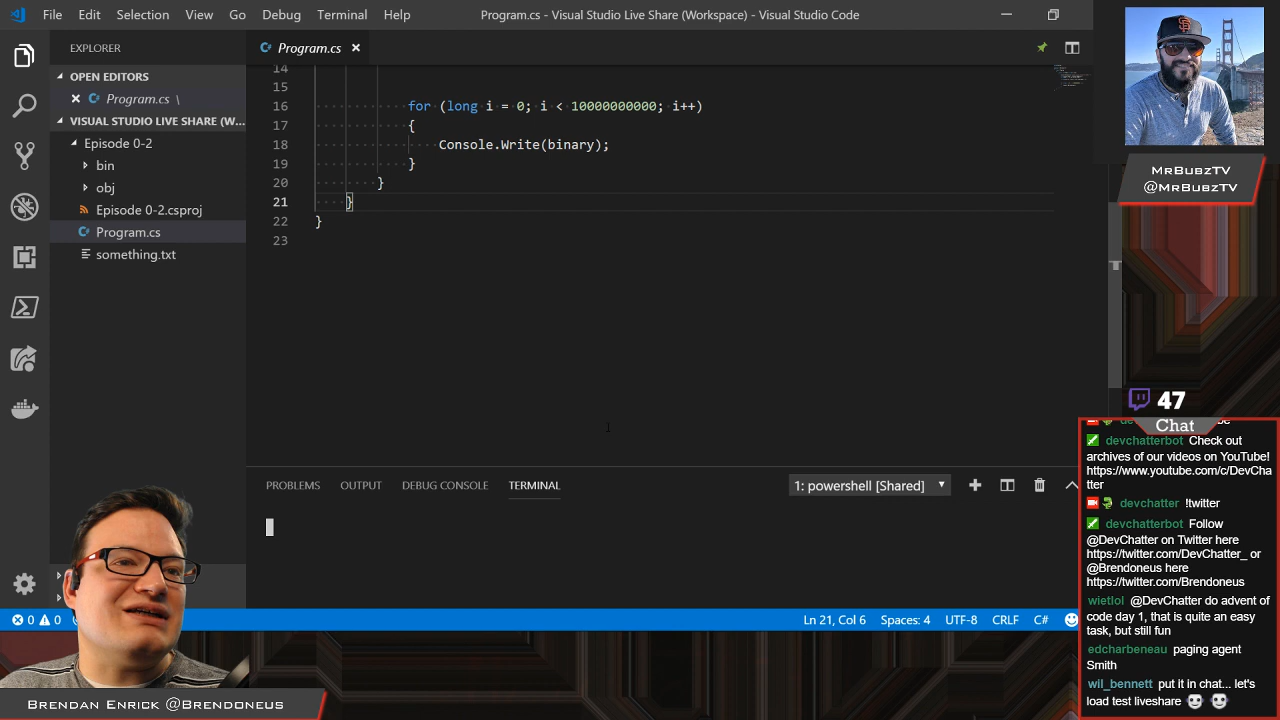 File Edit Selection View Go Debug Terminal Help Program.cs - Visual Studio Live Share (Workspace) - Visual Studio Code
EXPLORER
OPEN EDITORS
Program.cs \
VISUAL STUDIO LIVE SHARE (W...
Episode 0-2
bin
obj
Episode 0-2.csproj
Program.cs
something.txt
Program.cs
14
15
16 for (long i = 0; i < 10000000000; i++)
17 {
18 Console.Write(binary);
19 }
20 }
21 }
22 }
23
PROBLEMS OUTPUT DEBUG CONSOLE TERMINAL 1: powershell [Shared]
0 0 Ln 21, Col 6 Spaces: 4 UTF-8 CRLF C#
MrBubzTV
@MrBubzTV
47
Chat
devchatterbot Check out
archives of our videos on YouTube!
https://www.youtube.com/c/DevCha
tter
devchatter !twitter
devchatterbot Follow
@DevChatter on Twitter here
https://twitter.com/DevChatter_ or
@Brendoneus here
https://twitter.com/Brendoneus
wietlol @DevChatter do advent of
code day 1, that is quite an easy
task, but still fun
edcharbeneau paging agent
Smith
wil_bennett put it in chat... let's
load test liveshare
Brendan Enrick @Brendoneus